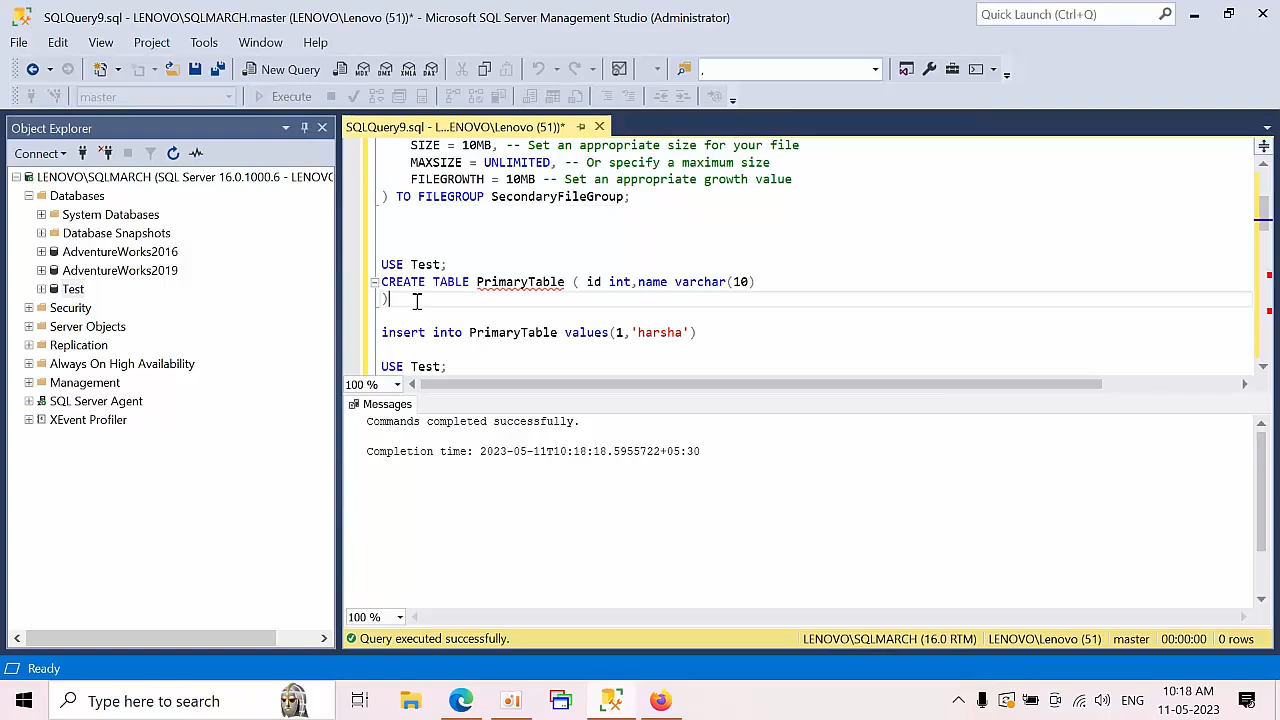 SQLQuery9.sql - LENOVO\SQLMARCH.master (LENOVO\Lenovo (51))* - Microsoft SQL Server Management Studio (Administrator)
Quick Launch (Ctrl+Q)
File Edit View Project Tools Window Help
New Query
MDX DMX XMLA DAX
,
master
Execute
Object Explorer
SQLQuery9.sql - L...ENOVO\Lenovo (51))*
Connect
LENOVO\SQLMARCH (SQL Server 16.0.1000.6 - LENOVO
Databases
System Databases
Database Snapshots
AdventureWorks2016
AdventureWorks2019
Test
Security
Server Objects
Replication
Always On High Availability
Management
SQL Server Agent
XEvent Profiler
SIZE = 10MB, -- Set an appropriate size for your file
MAXSIZE = UNLIMITED, -- Or specify a maximum size
FILEGROWTH = 10MB -- Set an appropriate growth value
) TO FILEGROUP SecondaryFileGroup;
USE Test;
CREATE TABLE PrimaryTable ( id int,name varchar(10)
)
insert into PrimaryTable values(1,'harsha')
USE Test;
100 %
Messages
Commands completed successfully.
Completion time: 2023-05-11T10:18:18.5955722+05:30
100 %
Query executed successfully.
LENOVO\SQLMARCH (16.0 RTM) LENOVO\Lenovo (51) master 00:00:00 0 rows
Ready
Type here to search
ENG
10:18 AM
11-05-2023